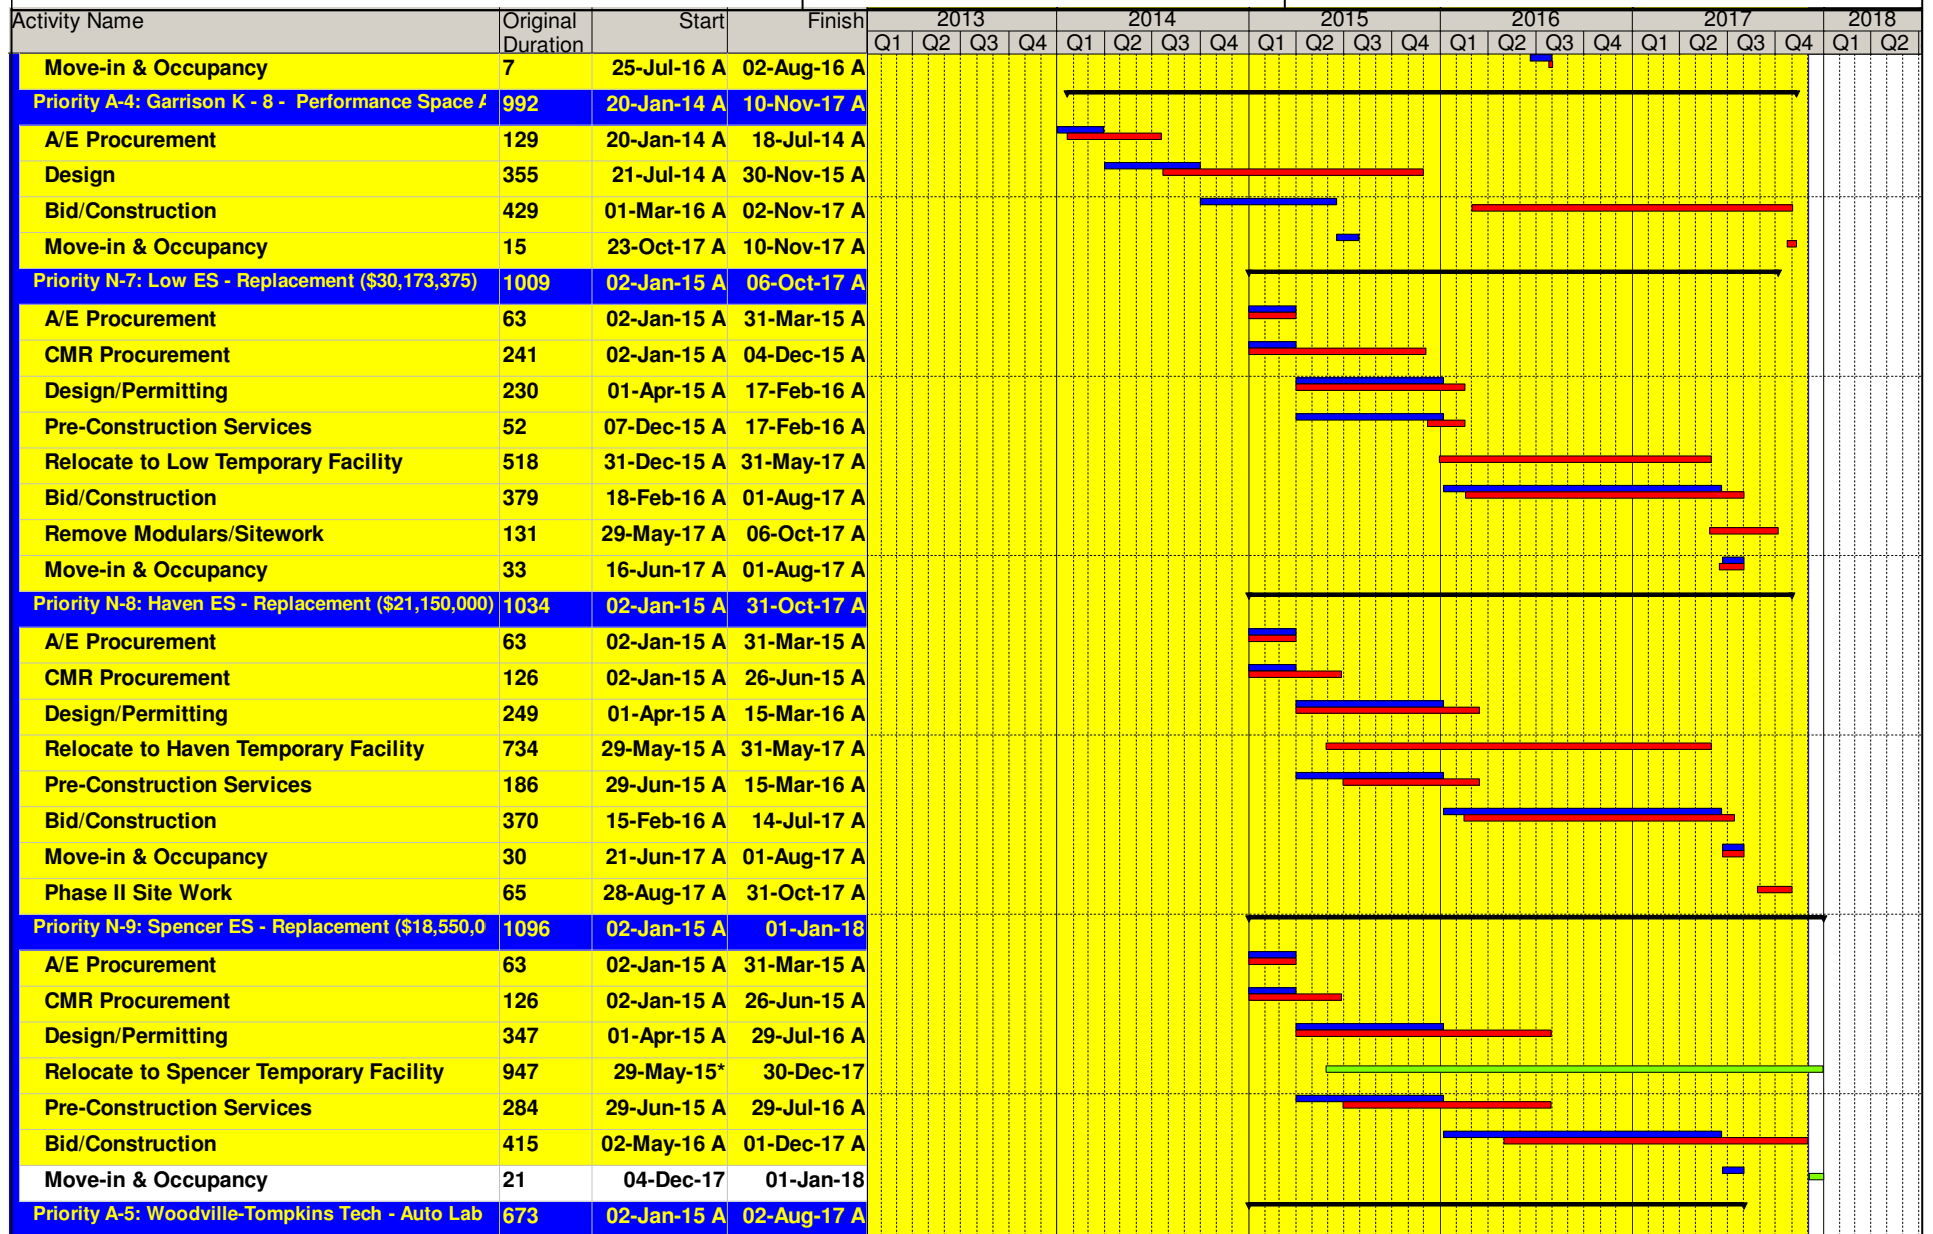 Activity Name Original Duration Start Finish 2013 2014 2015 2016 2017 2018
Q1 Q2 Q3 Q4 Q1 Q2 Q3 Q4 Q1 Q2 Q3 Q4 Q1 Q2 Q3 Q4 Q1 Q2 Q3 Q4 Q1 Q2
Move-in & Occupancy 7 25-Jul-16 A 02-Aug-16 A
Priority A-4: Garrison K - 8 - Performance Space 992 20-Jan-14 A 10-Nov-17 A
A/E Procurement 129 20-Jan-14 A 18-Jul-14 A
Design 355 21-Jul-14 A 30-Nov-15 A
Bid/Construction 429 01-Mar-16 A 02-Nov-17 A
Move-in & Occupancy 15 23-Oct-17 A 10-Nov-17 A
Priority N-7: Low ES - Replacement ($30,173,375) 1009 02-Jan-15 A 06-Oct-17 A
A/E Procurement 63 02-Jan-15 A 31-Mar-15 A
CMR Procurement 241 02-Jan-15 A 04-Dec-15 A
Design/Permitting 230 01-Apr-15 A 17-Feb-16 A
Pre-Construction Services 52 07-Dec-15 A 17-Feb-16 A
Relocate to Low Temporary Facility 518 31-Dec-15 A 31-May-17 A
Bid/Construction 379 18-Feb-16 A 01-Aug-17 A
Remove Modulars/Sitework 131 29-May-17 A 06-Oct-17 A
Move-in & Occupancy 33 16-Jun-17 A 01-Aug-17 A
Priority N-8: Haven ES - Replacement ($21,150,000) 1034 02-Jan-15 A 31-Oct-17 A
A/E Procurement 63 02-Jan-15 A 31-Mar-15 A
CMR Procurement 126 02-Jan-15 A 26-Jun-15 A
Design/Permitting 249 01-Apr-15 A 15-Mar-16 A
Relocate to Haven Temporary Facility 734 29-May-15 A 31-May-17 A
Pre-Construction Services 186 29-Jun-15 A 15-Mar-16 A
Bid/Construction 370 15-Feb-16 A 14-Jul-17 A
Move-in & Occupancy 30 21-Jun-17 A 01-Aug-17 A
Phase II Site Work 65 28-Aug-17 A 31-Oct-17 A
Priority N-9: Spencer ES - Replacement ($18,550,0 1096 02-Jan-15 A 01-Jan-18
A/E Procurement 63 02-Jan-15 A 31-Mar-15 A
CMR Procurement 126 02-Jan-15 A 26-Jun-15 A
Design/Permitting 347 01-Apr-15 A 29-Jul-16 A
Relocate to Spencer Temporary Facility 947 29-May-15* 30-Dec-17
Pre-Construction Services 284 29-Jun-15 A 29-Jul-16 A
Bid/Construction 415 02-May-16 A 01-Dec-17 A
Move-in & Occupancy 21 04-Dec-17 01-Jan-18
Priority A-5: Woodville-Tompkins Tech - Auto Lab 673 02-Jan-15 A 02-Aug-17 A